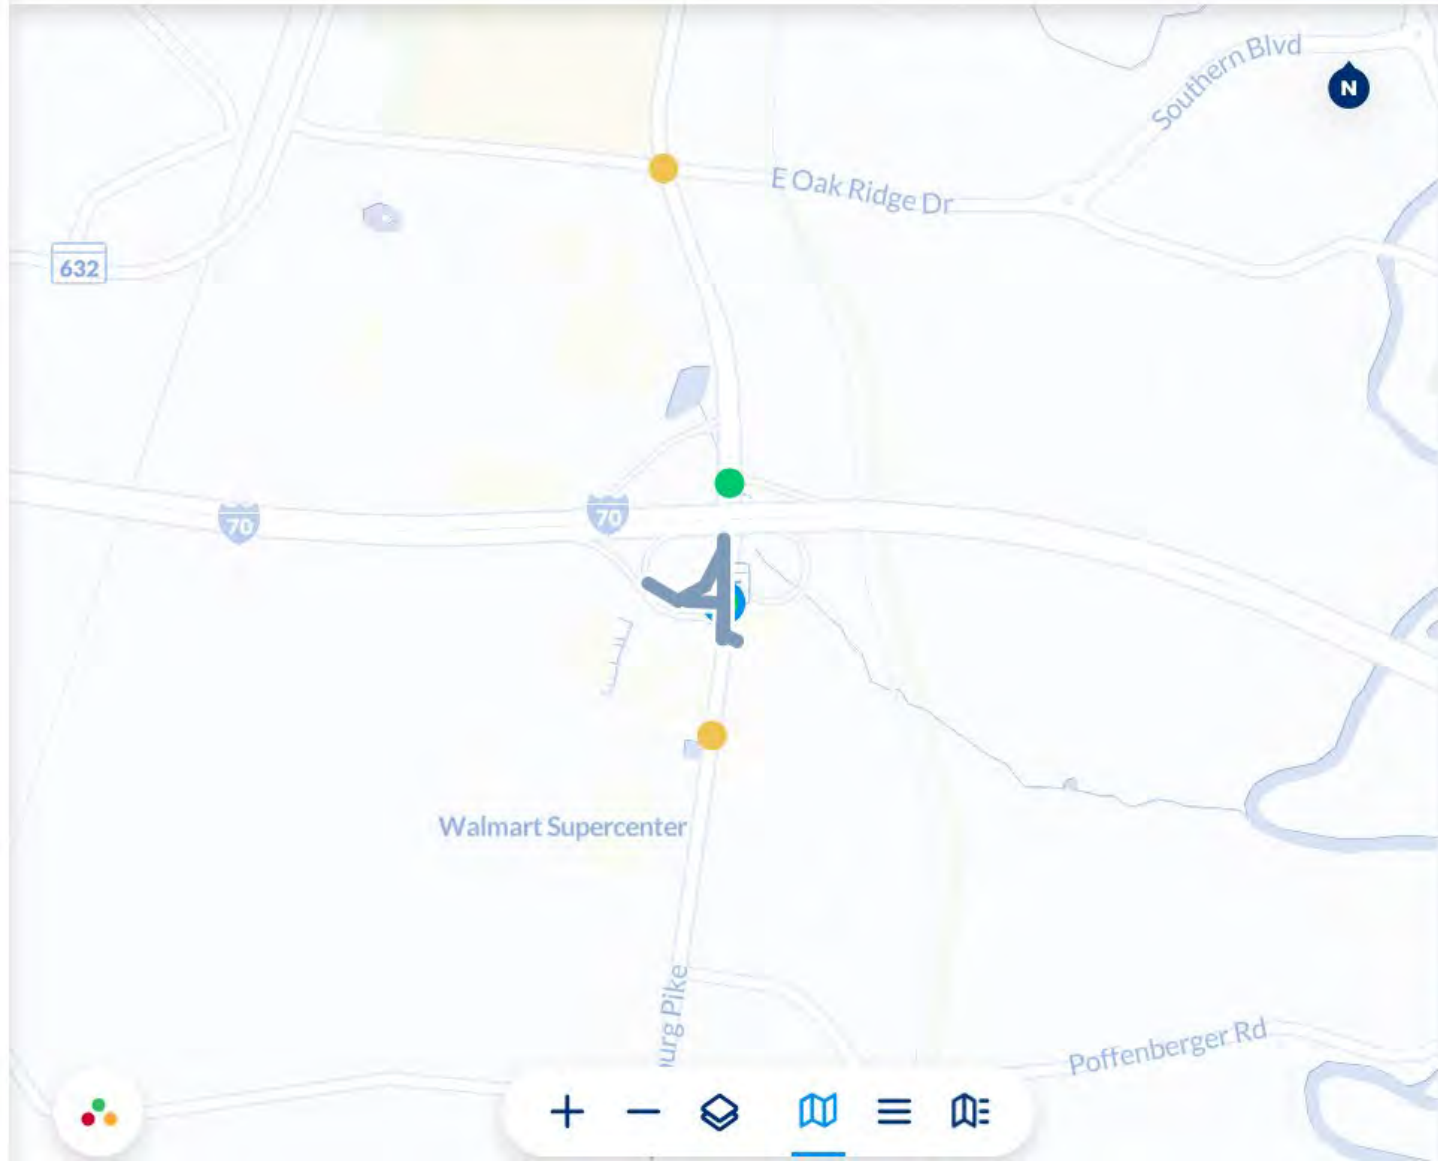 Southern Blvd
N
E Oak Ridge Dr
632
70
70
Walmart Supercenter
urg Pike
Poffenberger Rd